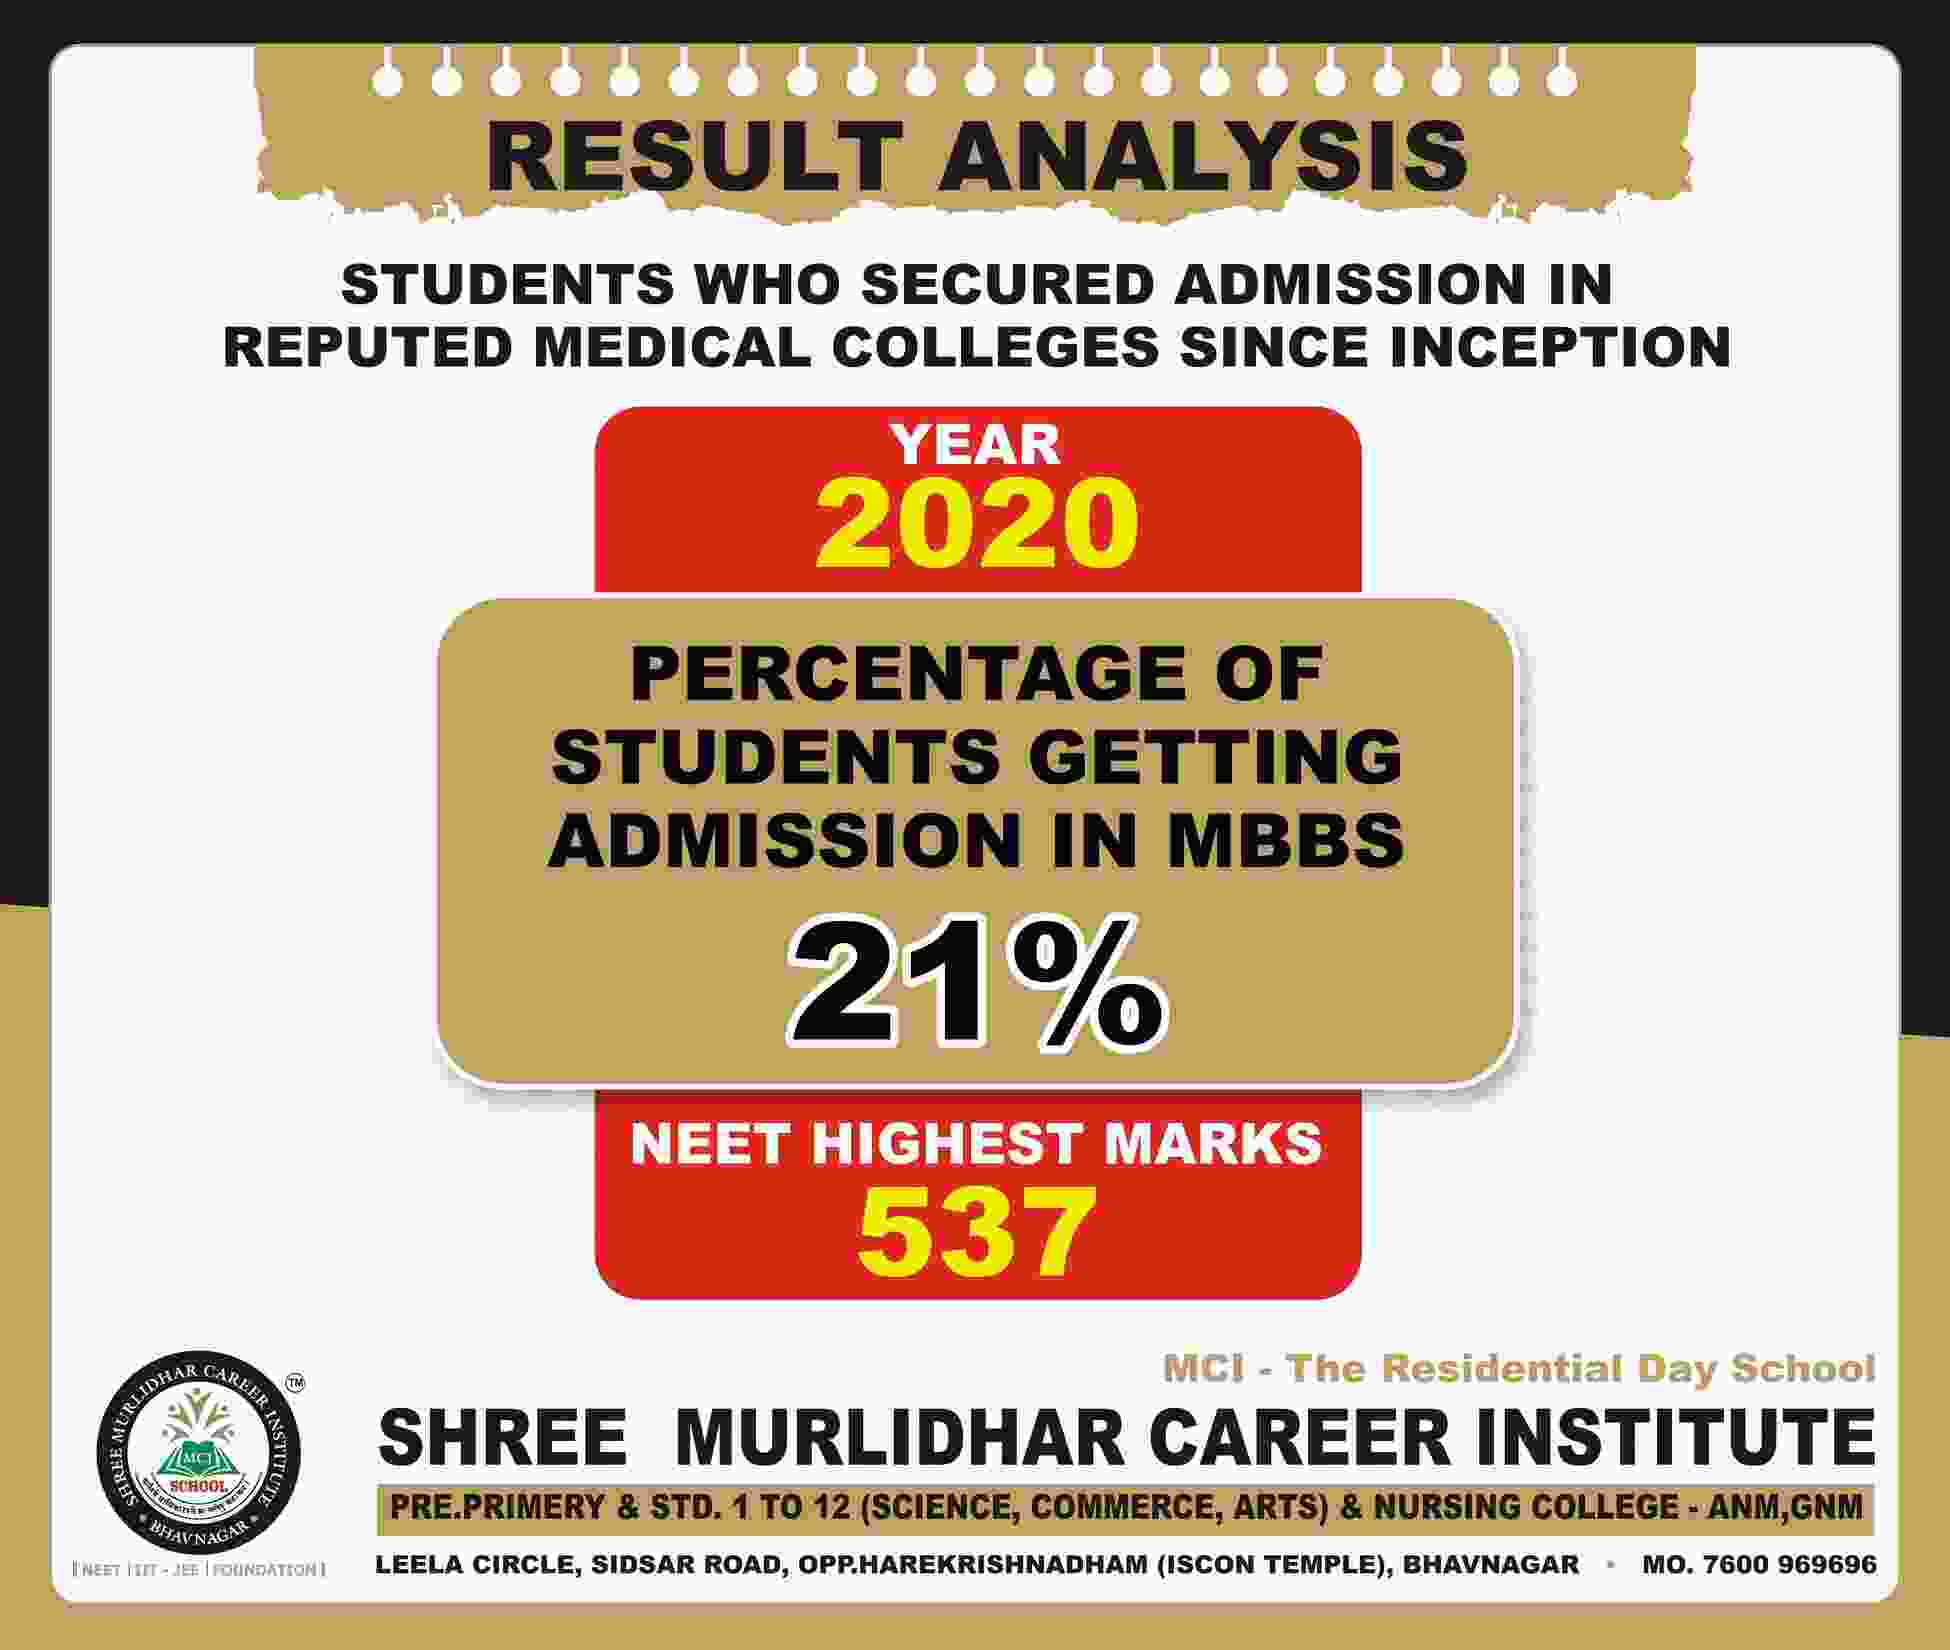 RESULT ANALYSIS
STUDENTS WHO SECURED ADMISSION IN
REPUTED MEDICAL COLLEGES SINCE INCEPTION
YEAR
2020
PERCENTAGE OF
STUDENTS GETTING
ADMISSION IN MBBS
21%
NEET HIGHEST MARKS
537
MCI - The Residential Day School
SHREE MURLIDHAR CAREER INSTITUTE
PRE.PRIMERY & STD. 1 TO 12 (SCIENCE, COMMERCE, ARTS) & NURSING COLLEGE - ANM,GNM
LEELA CIRCLE, SIDSAR ROAD, OPP.HAREKRISHNADHAM (ISCON TEMPLE), BHAVNAGAR • MO. 7600 969696
SHREE MURLIDHAR CAREER INSTITUTE
TM
MCI
SCHOOL
* BHAVNAGAR *
| NEET | IIT - JEE | FOUNDATION |